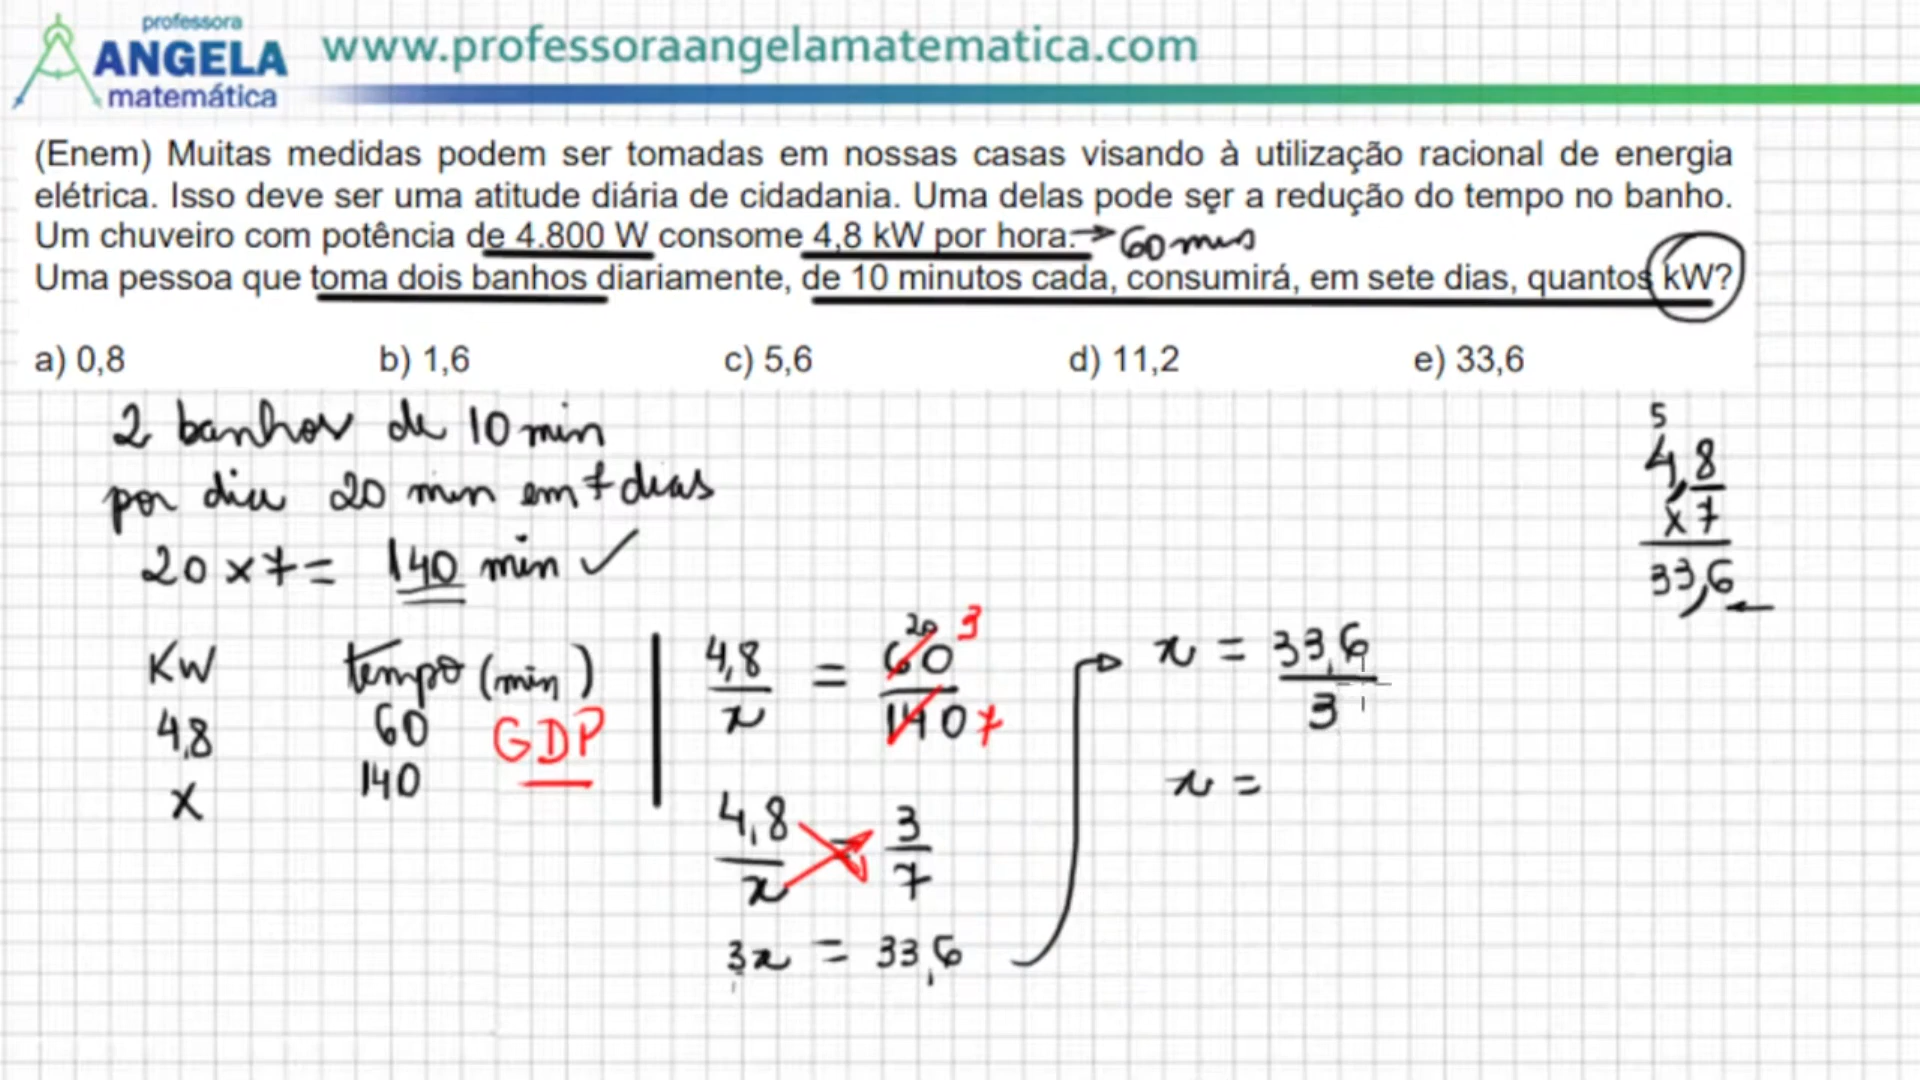 professora
ANGELA
matemática
www.professoraangelamatematica.com
(Enem) Muitas medidas podem ser tomadas em nossas casas visando à utilização racional de energia
elétrica. Isso deve ser uma atitude diária de cidadania. Uma delas pode ser a redução do tempo no banho.
Um chuveiro com potência de 4.800 W consome 4,8 kW por hora. → 60 min
Uma pessoa que toma dois banhos diariamente, de 10 minutos cada, consumirá, em sete dias, quantos kW?
a) 0,8 b) 1,6 c) 5,6 d) 11,2 e) 33,6
2 banhos de 10 min
por dia 20 min em 7 dias
20 x 7 = 140 min ✓
KW tempo (min)
4,8 60 GDP
x 140
4,8/x = 60/140
20 3
7
4,8/x = 3/7
3x = 33,6
x = 33,6/3
x =
5
4,8
x 7
33,6